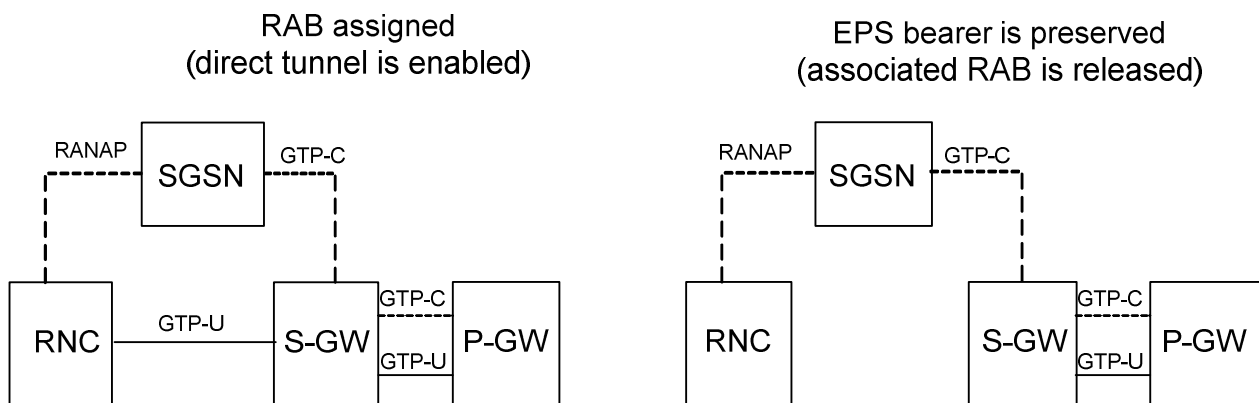 RAB assigned
(direct tunnel is enabled)
RANAP
SGSN
GTP-C
RNC
GTP-U
S-GW
GTP-C
GTP-U
P-GW
EPS bearer is preserved
(associated RAB is released)
RANAP
SGSN
GTP-C
RNC
S-GW
GTP-C
GTP-U
P-GW